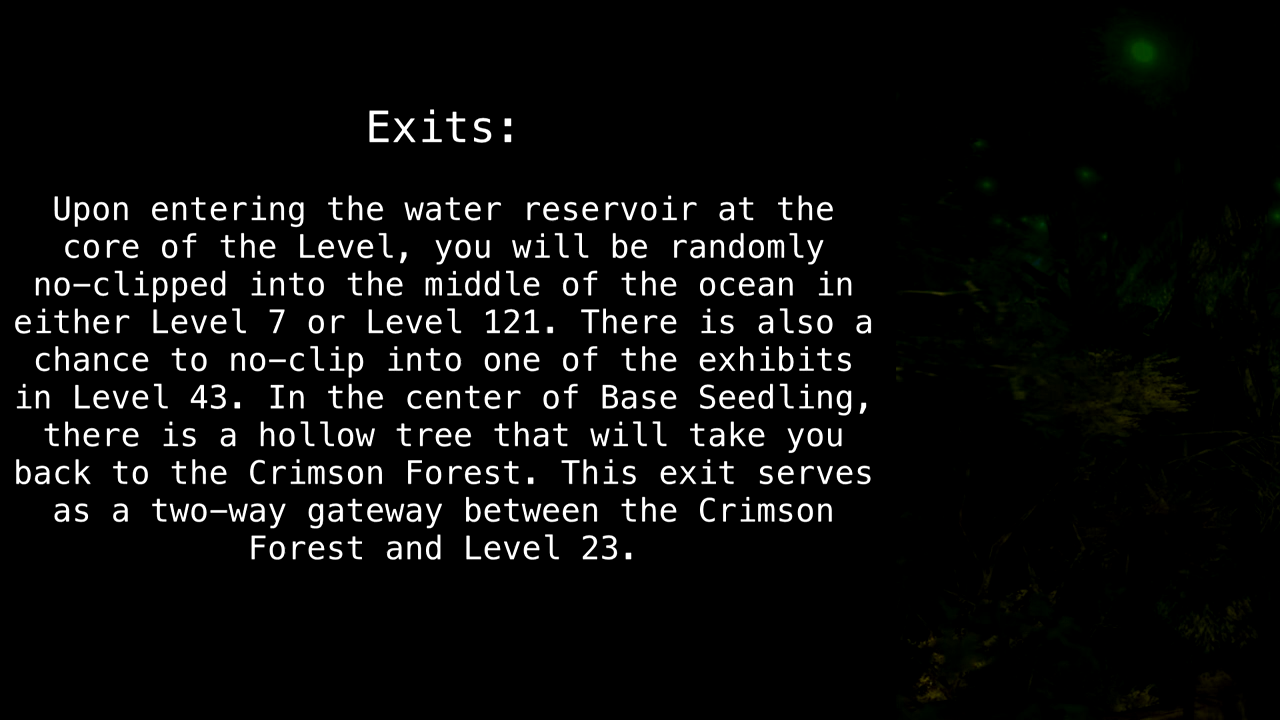 Exits:
Upon entering the water reservoir at the
core of the Level, you will be randomly
no-clipped into the middle of the ocean in
either Level 7 or Level 121. There is also a
chance to no-clip into one of the exhibits
in Level 43. In the center of Base Seedling,
there is a hollow tree that will take you
back to the Crimson Forest. This exit serves
as a two-way gateway between the Crimson
Forest and Level 23.